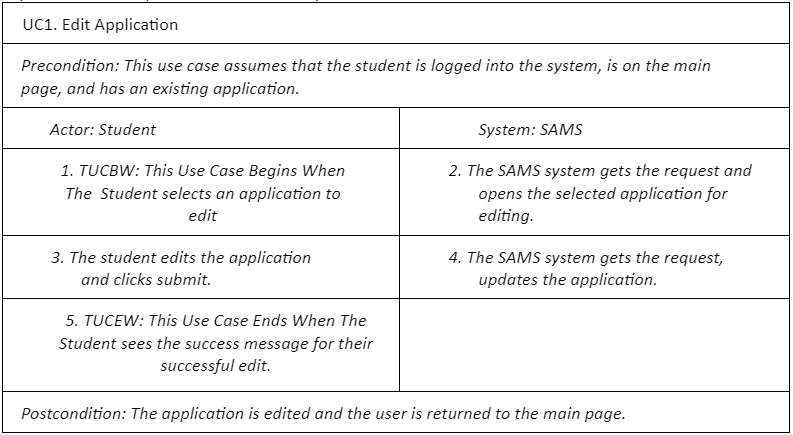 UC1. Edit Application
Precondition: This use case assumes that the student is logged into the system, is on the main
page, and has an existing application.
Actor: Student
System: SAMS
1. TUCBW: This Use Case Begins When
The Student selects an application to
edit
2. The SAMS system gets the request and
opens the selected application for
editing.
3. The student edits the application
and clicks submit.
4. The SAMS system gets the request,
updates the application.
5. TUCEW: This Use Case Ends When The
Student sees the success message for their
successful edit.
Postcondition: The application is edited and the user is returned to the main page.